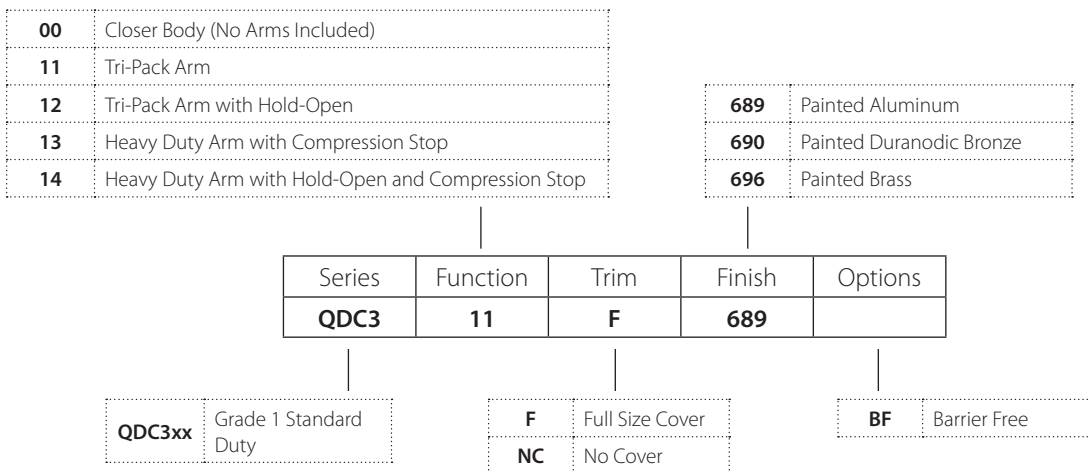 00 Closer Body (No Arms Included)
11 Tri-Pack Arm
12 Tri-Pack Arm with Hold-Open
13 Heavy Duty Arm with Compression Stop
14 Heavy Duty Arm with Hold-Open and Compression Stop
689 Painted Aluminum
690 Painted Duranodic Bronze
696 Painted Brass
Series Function Trim Finish Options
QDC3 11 F 689
QDC3xx Grade 1 Standard
Duty
F Full Size Cover
NC No Cover
BF Barrier Free